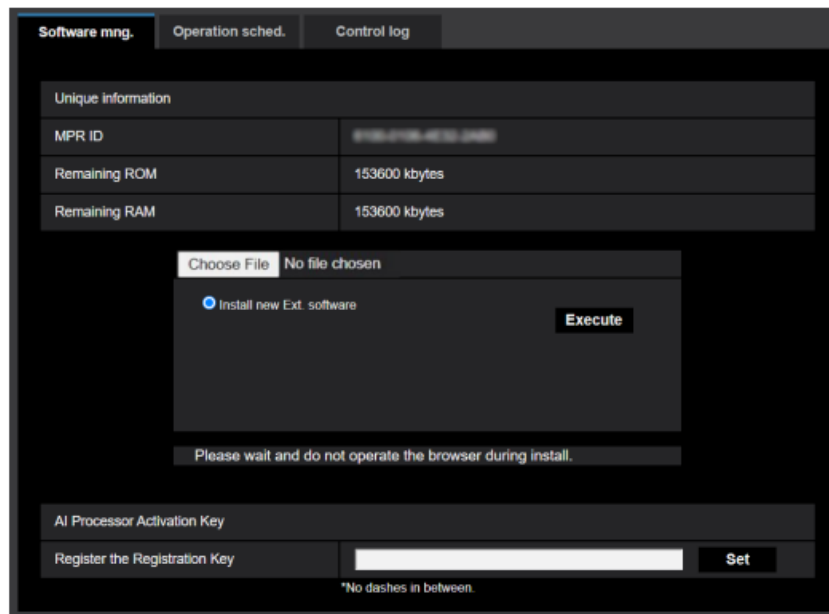 Software mng. Operation sched. Control log
Unique information
MPR ID
Remaining ROM 153600 kbytes
Remaining RAM 153600 kbytes
Choose File No file chosen
Install new Ext. software
Execute
Please wait and do not operate the browser during install.
AI Processor Activation Key
Register the Registration Key Set
*No dashes in between.